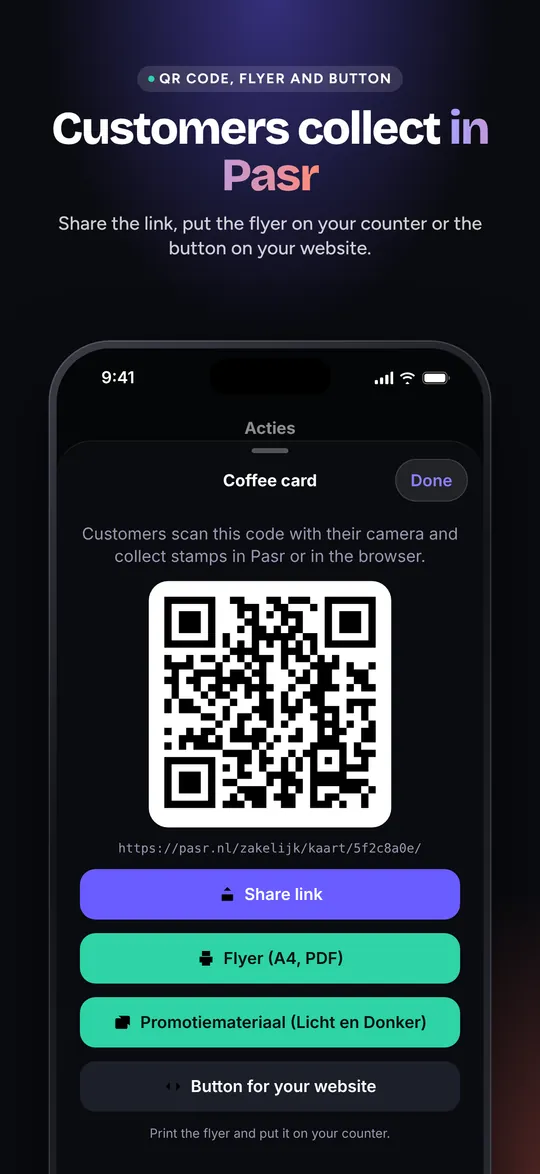 QR CODE, FLYER AND BUTTON
Customers collect in
Pasr
Share the link, put the flyer on your counter or the
button on your website.
9:41
Acties
Coffee card
Done
Customers scan this code with their camera and
collect stamps in Pasr or in the browser.
https://pasr.nl/zakelijk/kaart/5f2c8a0e/
Share link
Flyer (A4, PDF)
Promotiemateriaal (Licht en Donker)
Button for your website
Print the flyer and put it on your counter.